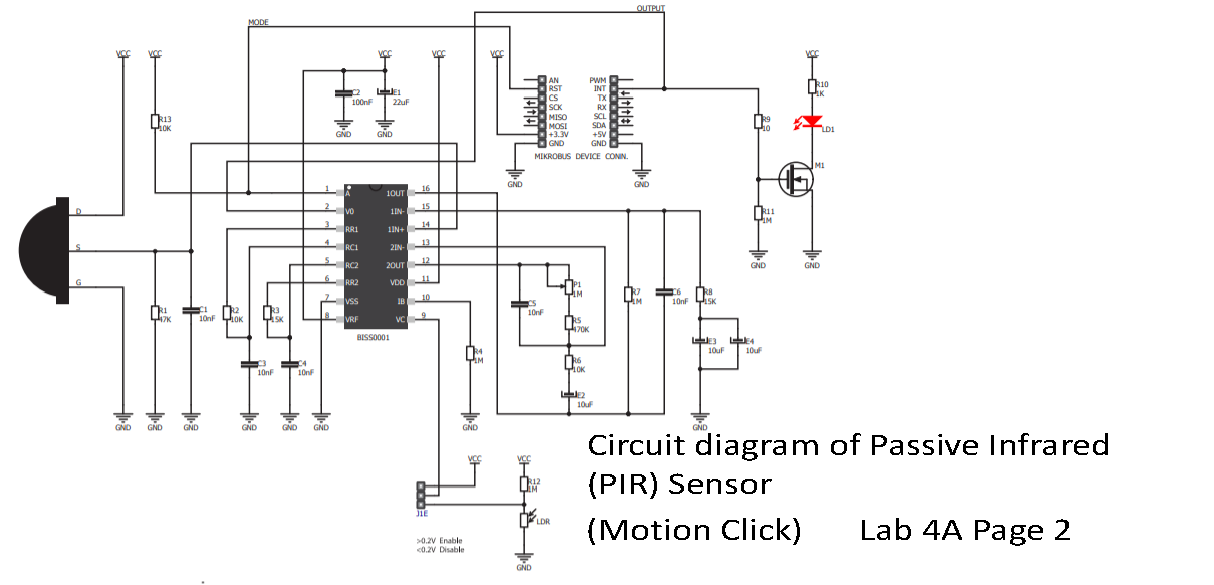 OUTPUT
MODE
VCC VCC VCC VCC VCC VCC
R13
10K
C2
100nF
E1
22uF
GND GND
AN
RST
CS
SCK
MISO
MOSI
+3.3V
GND
PWM
INT
TX
RX
SCL
SDA
+5V
GND
MIKROBUS DEVICE CONN.
GND GND
R10
1K
LD1
R9
10
M1
R11
1M
GND GND
D
S
G
1 A 1OUT 16
2 V0 1IN- 15
3 RR1 1IN+ 14
4 RC1 2IN- 13
5 RC2 2OUT 12
6 RR2 VDD 11
7 VSS IB 10
8 VRF VC 9
BISS0001
R1
47K
C1
10nF
R2
10K
R3
15K
C3
10nF
C4
10nF
R4
1M
C5
10nF
P1
1M
R5
470K
R6
10K
E2
10uF
R7
1M
C6
10nF
R8
15K
E3
10uF
E4
10uF
GND GND GND GND GND GND GND GND
VCC VCC
R12
1M
J1E
LDR
>0.2V Enable
<0.2V Disable
GND
Circuit diagram of Passive Infrared
(PIR) Sensor
(Motion Click) Lab 4A Page 2